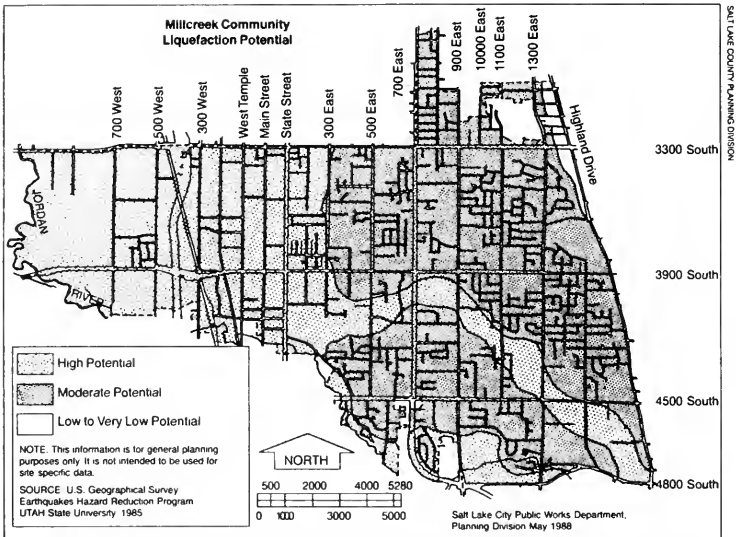 Millcreek Community
Liquefaction Potential
700 West
500 West
300 West
West Temple
Main Street
State Street
300 East
500 East
700 East
900 East
10000 East
1100 East
1300 East
Highland Drive
SALT LAKE COUNTY PLANNING DIVISION
3300 South
3900 South
4500 South
4800 South
JORDAN
RIVER
High Potential
Moderate Potential
Low to Very Low Potential
NOTE. This information is for general planning
purposes only. It is not intended to be used for
site specific data.
SOURCE U.S. Geographical Survey
Earthquakes Hazard Reduction Program
UTAH State University 1985
NORTH
500 2000 4000 5280
0 1000 3000 5000
Salt Lake City Public Works Department,
Planning Division May 1988